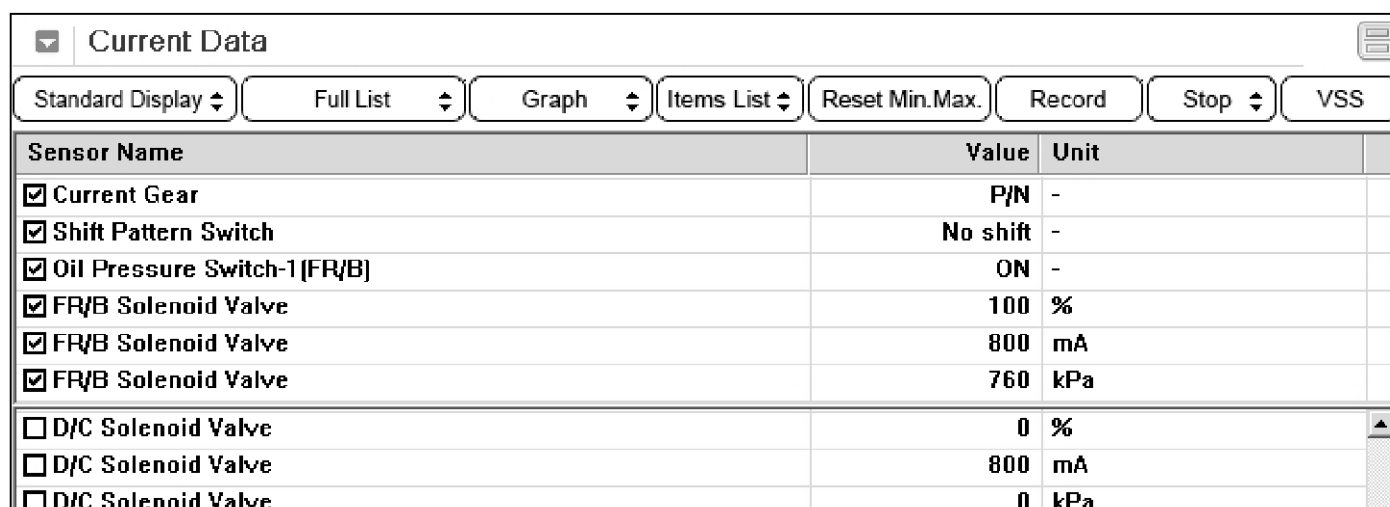 Current Data
Standard Display Full List Graph Items List Reset Min.Max. Record Stop VSS
Sensor Name Value Unit
Current Gear P/N -
Shift Pattern Switch No shift -
Oil Pressure Switch-1(FR/B) ON -
FR/B Solenoid Valve 100 %
FR/B Solenoid Valve 800 mA
FR/B Solenoid Valve 760 kPa
D/C Solenoid Valve 0 %
D/C Solenoid Valve 800 mA
D/C Solenoid Valve 0 kPa